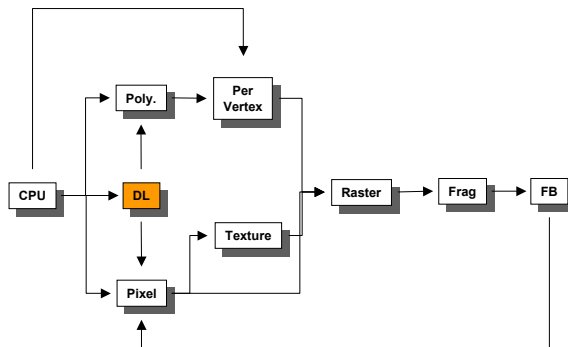 Poly.
Per
Vertex
CPU
DL
Raster
Frag
FB
Texture
Pixel